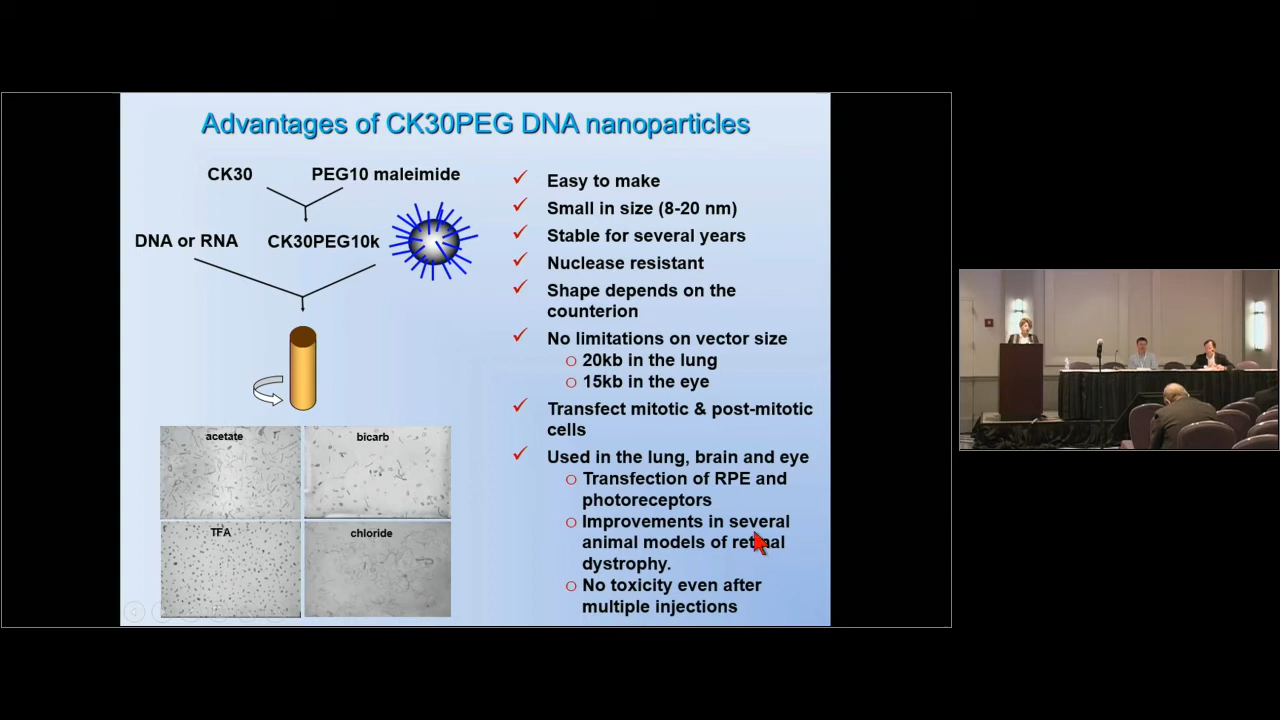 Advantages of CK30PEG DNA nanoparticles
CK30
PEG10 maleimide
DNA or RNA
CK30PEG10k
acetate
bicarb
TFA
chloride
Easy to make
Small in size (8-20 nm)
Stable for several years
Nuclease resistant
Shape depends on the
counterion
No limitations on vector size
20kb in the lung
15kb in the eye
Transfect mitotic & post-mitotic
cells
Used in the lung, brain and eye
Transfection of RPE and
photoreceptors
Improvements in several
animal models of retinal
dystrophy.
No toxicity even after
multiple injections